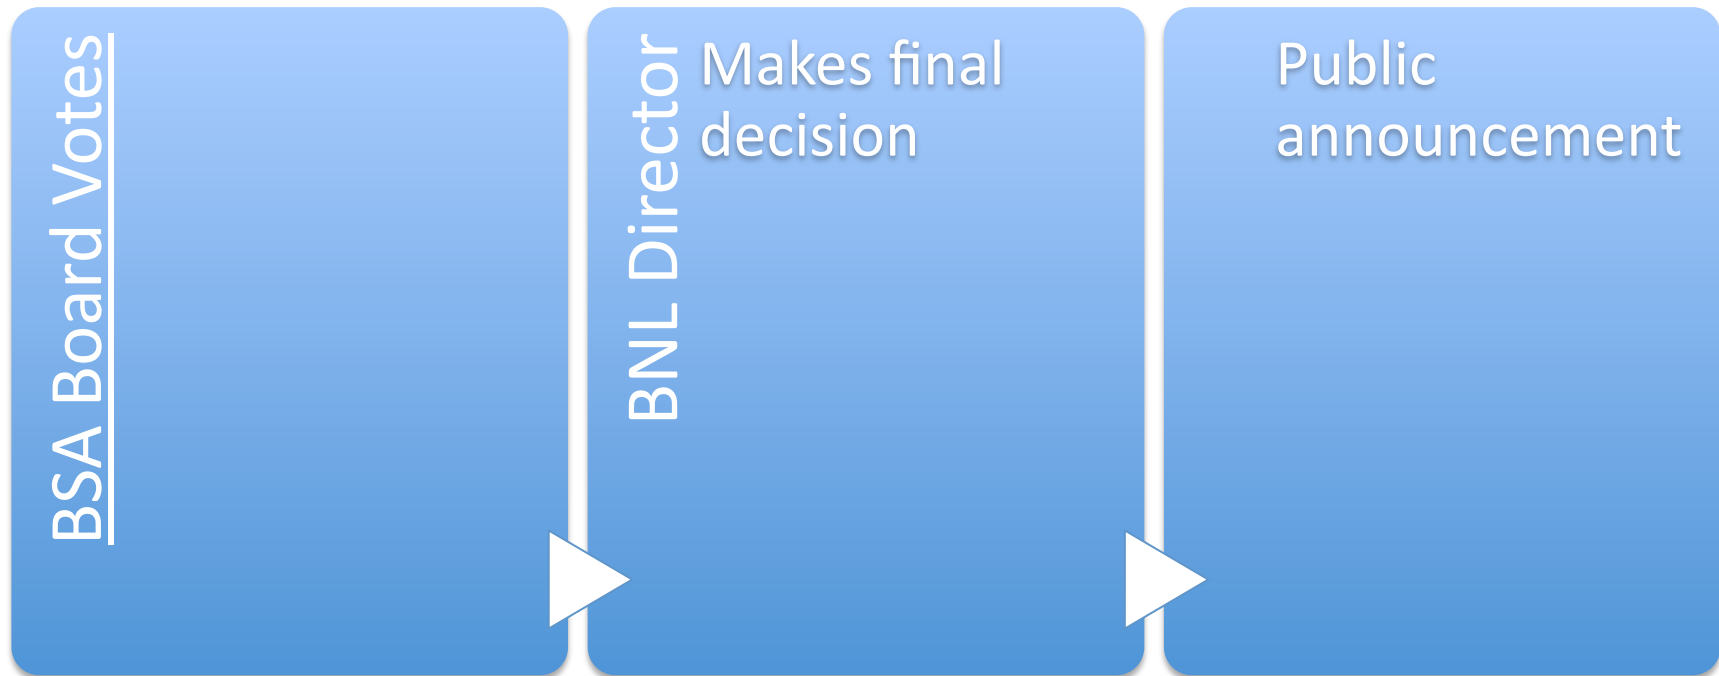 BSA Board Votes
BNL Director
Makes final
decision
Public
announcement